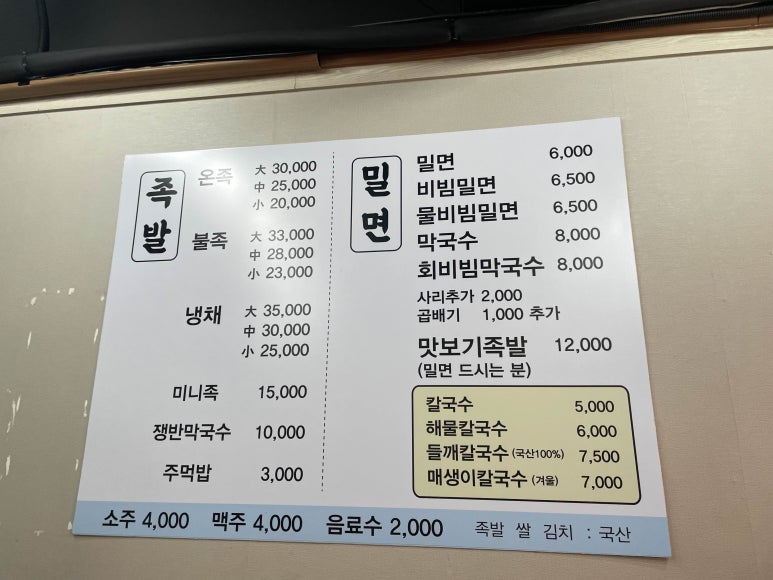 족발
온족 大 30,000
中 25,000
小 20,000
불족 大 33,000
中 28,000
小 23,000
냉채 大 35,000
中 30,000
小 25,000
미니족 15,000
쟁반막국수 10,000
주먹밥 3,000
밀면
밀면 6,000
비빔밀면 6,500
물비빔밀면 6,500
막국수 8,000
회비빔막국수 8,000
사리추가 2,000
곱배기 1,000 추가
맛보기족발 12,000
(밀면 드시는 분)
칼국수 5,000
해물칼국수 6,000
들깨칼국수 (국산100%) 7,500
매생이칼국수 (겨울) 7,000
소주 4,000 맥주 4,000 음료수 2,000 족발 쌀 김치 : 국산